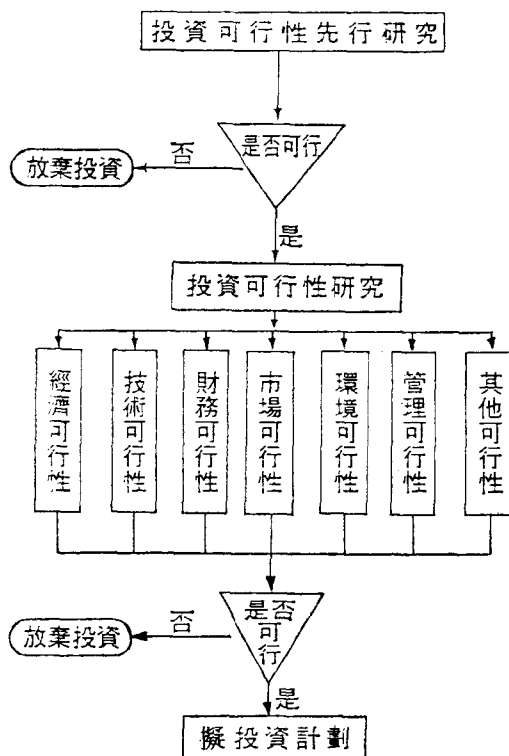 投資可行性先行研究
是否可行
否
放棄投資
是
投資可行性研究
經濟可行性
技術可行性
財務可行性
市場可行性
環境可行性
管理可行性
其他可行性
是否
可
行
否
放棄投資
是
擬投資計劃